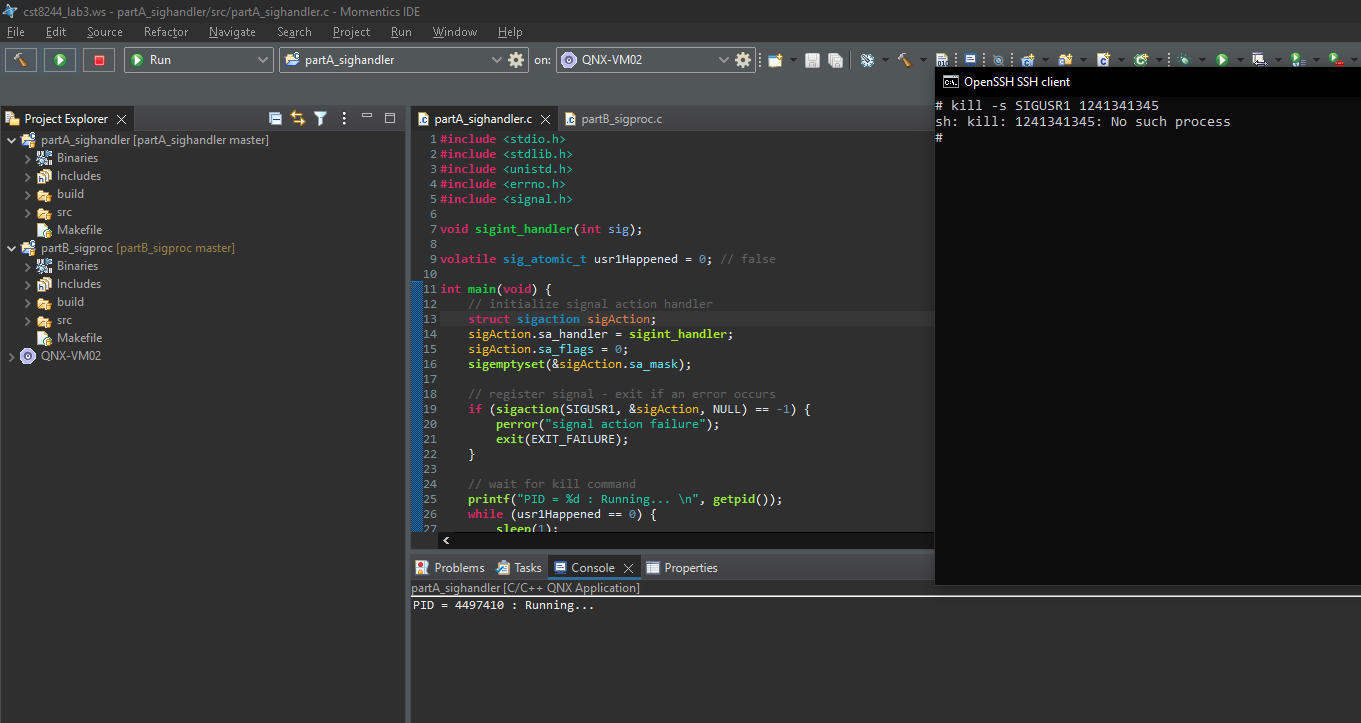 cst8244_lab3.ws - partA_sighandler/src/partA_sighandler.c - Momentics IDE
File Edit Source Refactor Navigate Search Project Run Window Help
Run partA_sighandler on: QNX-VM02
Project Explorer
partA_sighandler [partA_sighandler master]
Binaries
Includes
build
src
Makefile
partB_sigproc [partB_sigproc master]
Binaries
Includes
build
src
Makefile
QNX-VM02
partA_sighandler.c partB_sigproc.c
1 #include <stdio.h>
2 #include <stdlib.h>
3 #include <unistd.h>
4 #include <errno.h>
5 #include <signal.h>
6
7 void sigint_handler(int sig);
8
9 volatile sig_atomic_t usr1Happened = 0; // false
10
11 int main(void) {
12 // initialize signal action handler
13 struct sigaction sigAction;
14 sigAction.sa_handler = sigint_handler;
15 sigAction.sa_flags = 0;
16 sigemptyset(&sigAction.sa_mask);
17
18 // register signal - exit if an error occurs
19 if (sigaction(SIGUSR1, &sigAction, NULL) == -1) {
20 perror("signal action failure");
21 exit(EXIT_FAILURE);
22 }
23
24 // wait for kill command
25 printf("PID = %d : Running... \n", getpid());
26 while (usr1Happened == 0) {
27 sleep(1);
OpenSSH SSH client
# kill -s SIGUSR1 1241341345
sh: kill: 1241341345: No such process
#
Problems Tasks Console Properties
partA_sighandler [C/C++ QNX Application]
PID = 4497410 : Running...